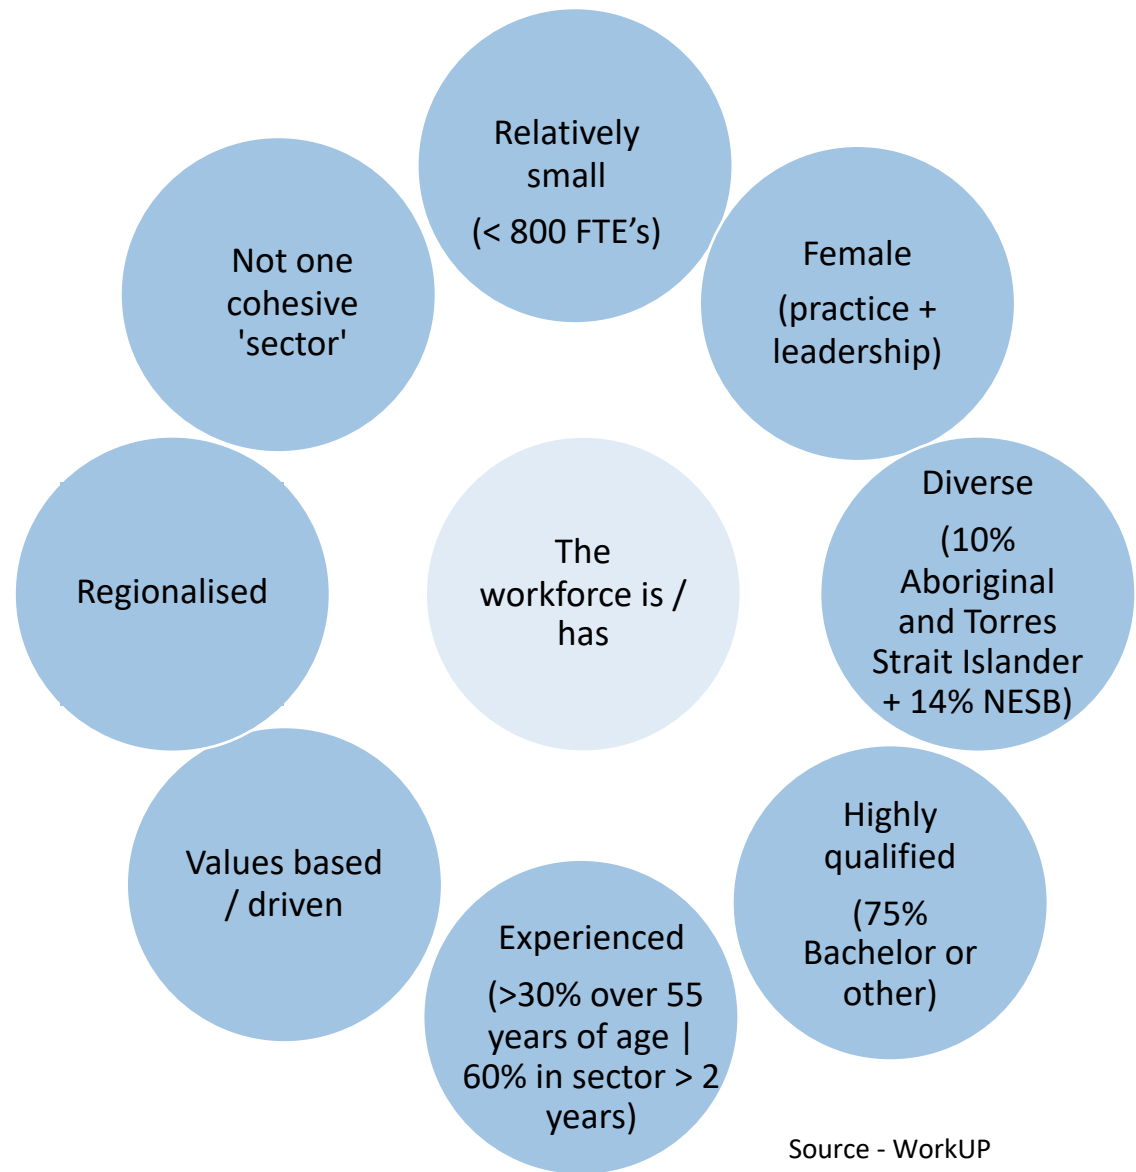 Relatively
small
(< 800 FTE’s)
Female
(practice +
leadership)
Diverse
(10%
Aboriginal
and Torres
Strait Islander
+ 14% NESB)
Highly
qualified
(75%
Bachelor or
other)
Experienced
(>30% over 55
years of age |
60% in sector > 2
years)
Values based
/ driven
Regionalised
Not one
cohesive
'sector'
The
workforce is /
has
Source - WorkUP